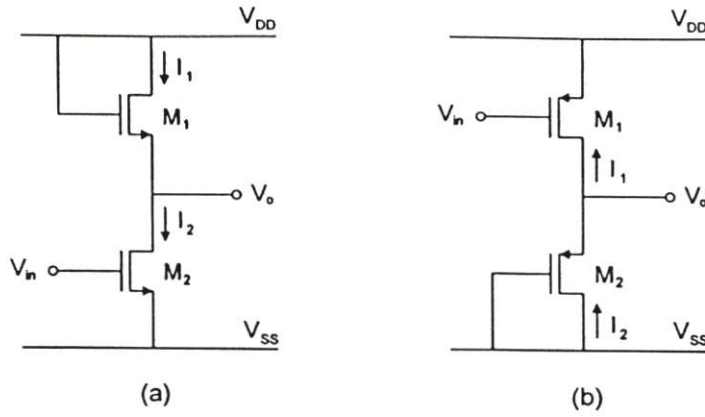 V_DD
I_1
M_1
V_o
I_2
V_in
M_2
V_SS
(a)
V_DD
V_in
M_1
I_1
V_o
M_2
I_2
V_SS
(b)